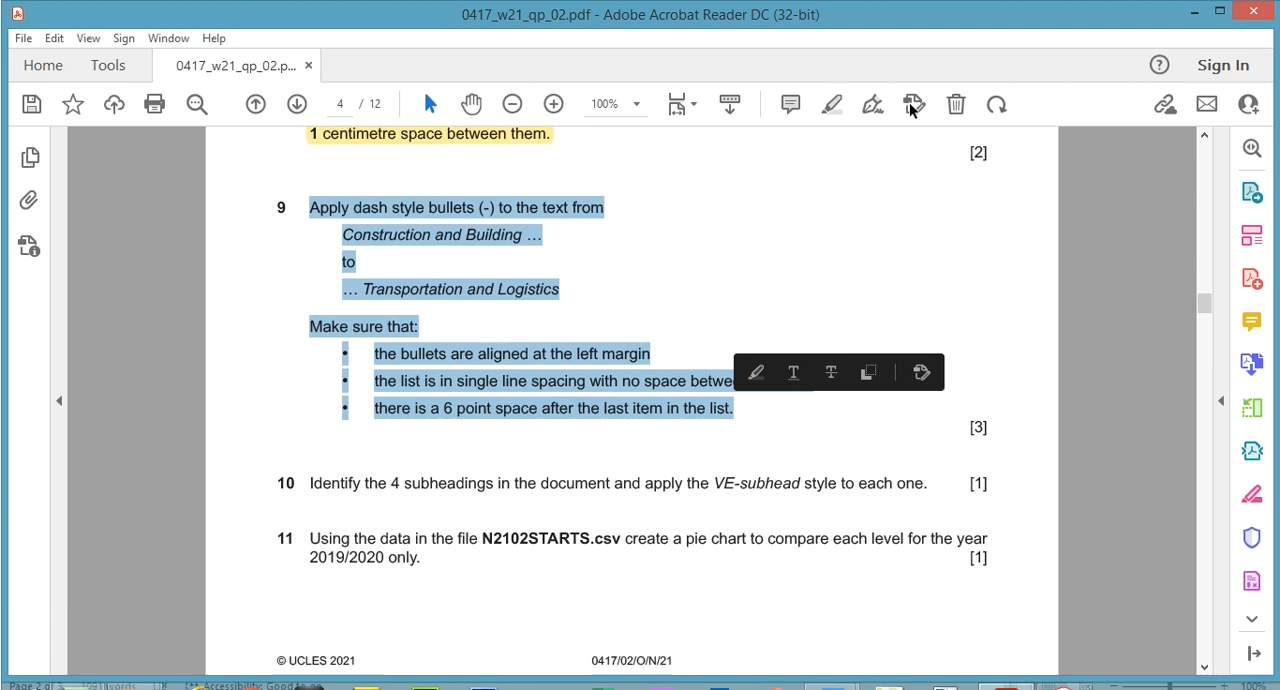 0417_w21_qp_02.pdf - Adobe Acrobat Reader DC (32-bit)
File Edit View Sign Window Help
Home Tools 0417_w21_qp_02.p... × Sign In
4 / 12 100%
1 centimetre space between them.
[2]
9 Apply dash style bullets (-) to the text from
Construction and Building …
to
… Transportation and Logistics
Make sure that:
• the bullets are aligned at the left margin
• the list is in single line spacing with no space betwe
• there is a 6 point space after the last item in the list.
[3]
10 Identify the 4 subheadings in the document and apply the VE-subhead style to each one. [1]
11 Using the data in the file N2102STARTS.csv create a pie chart to compare each level for the year
2019/2020 only. [1]
© UCLES 2021 0417/02/O/N/21
100%